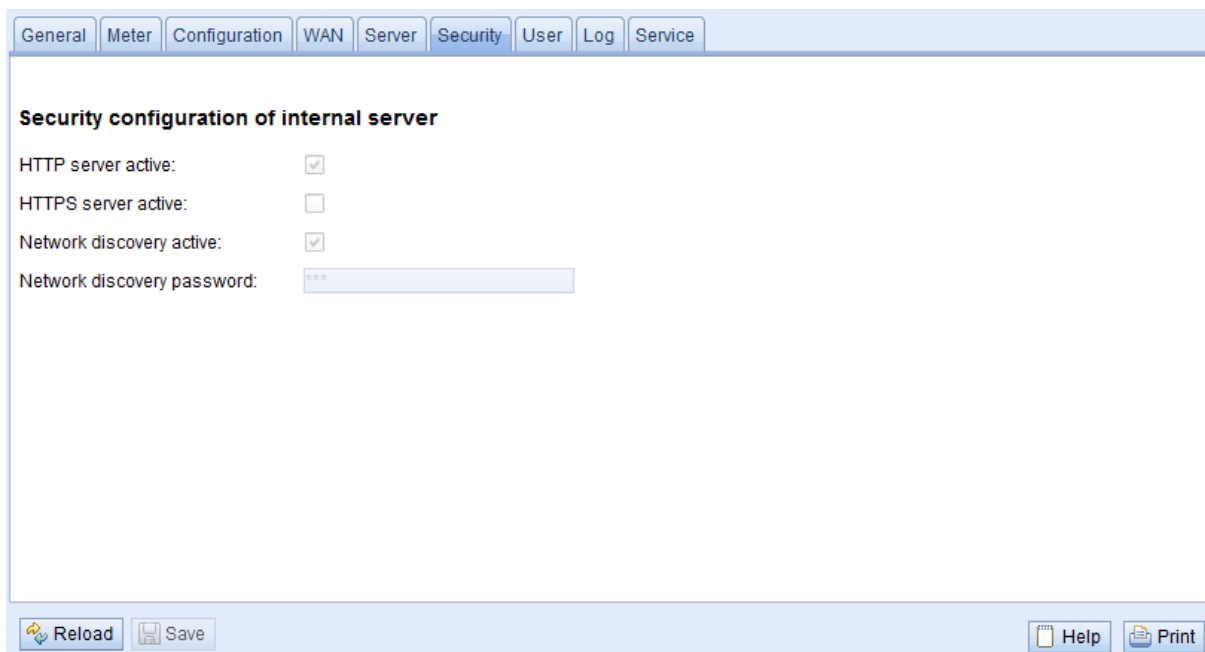 General Meter Configuration WAN Server Security User Log Service
Security configuration of internal server
HTTP server active:
HTTPS server active:
Network discovery active:
Network discovery password: ***
Reload Save Help Print